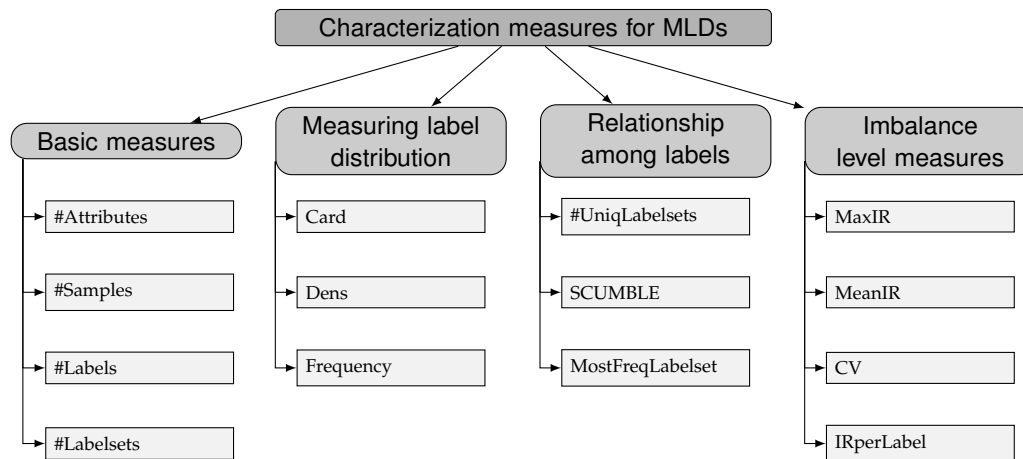 Characterization measures for MLDs
Basic measures
#Attributes
#Samples
#Labels
#Labelsets
Measuring label
distribution
Card
Dens
Frequency
Relationship
among labels
#UniqLabelsets
SCUMBLE
MostFreqLabelset
Imbalance
level measures
MaxIR
MeanIR
CV
IRperLabel